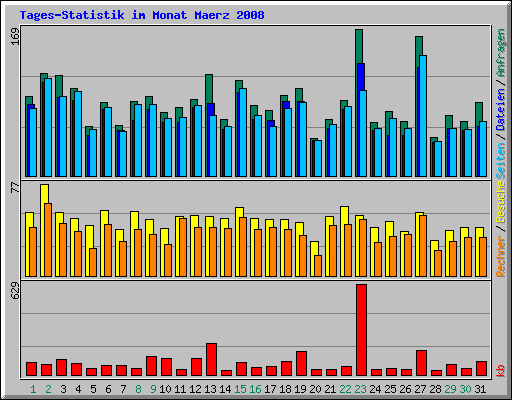 Tages-Statistik im Monat Maerz 2008
169
77
629
Rechner / Besuche Seiten / Dateien / Anfragen
kb
1 2 3 4 5 6 7 8 9 10 11 12 13 14 15 16 17 18 19 20 21 22 23 24 25 26 27 28 29 30 31